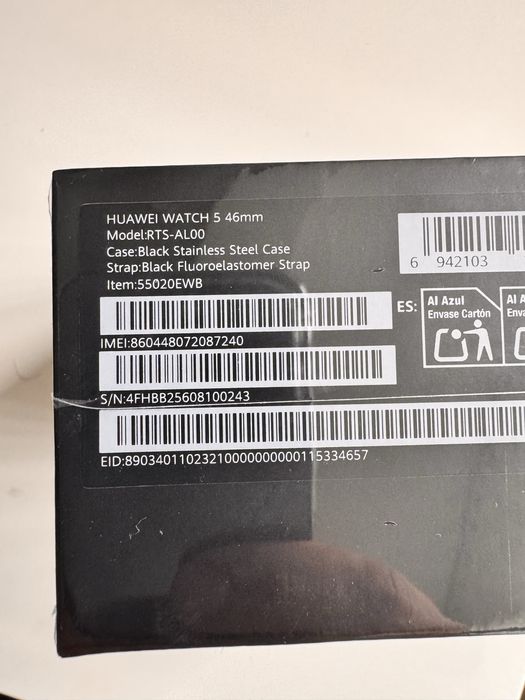 HUAWEI WATCH 5 46mm
Model:RTS-AL00
Case:Black Stainless Steel Case
Strap:Black Fluoroelastomer Strap
Item:55020EWB
6 942103
IMEI:860448072087240
ES:
Al Azul
Envase Cartón
Al A
Enva
S/N:4FHBB25608100243
EID:89034011023210000000000115334657